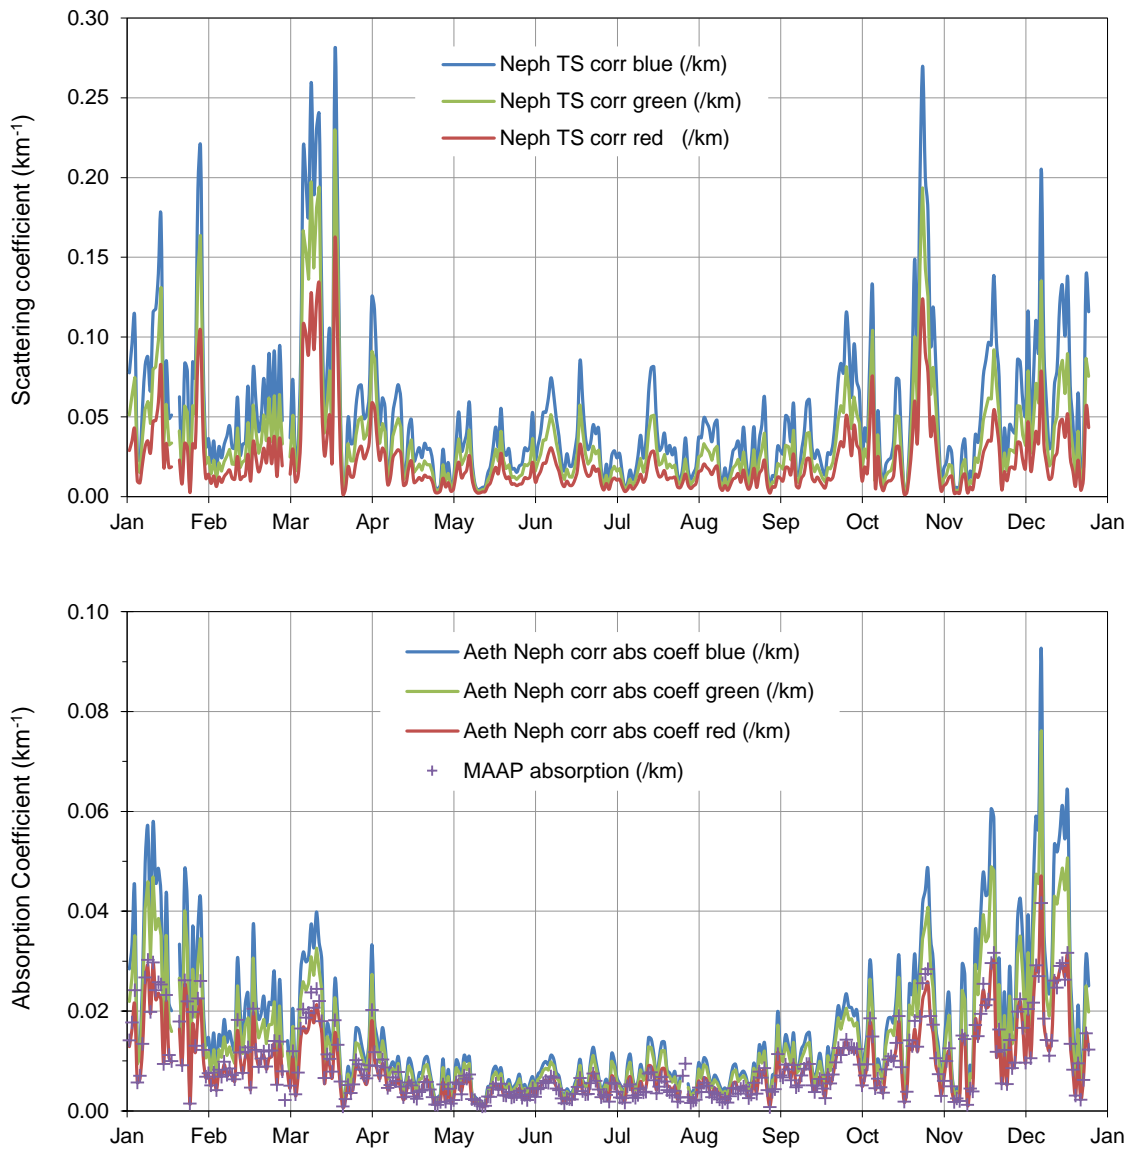 0.30
0.25
0.20
0.15
0.10
0.05
0.00
Scattering coefficient (km-1)
Neph TS corr blue (/km)
Neph TS corr green (/km)
Neph TS corr red (/km)
Jan Feb Mar Apr May Jun Jul Aug Sep Oct Nov Dec Jan
0.10
0.08
0.06
0.04
0.02
0.00
Absorption Coefficient (km-1)
Aeth Neph corr abs coeff blue (/km)
Aeth Neph corr abs coeff green (/km)
Aeth Neph corr abs coeff red (/km)
MAAP absorption (/km)
Jan Feb Mar Apr May Jun Jul Aug Sep Oct Nov Dec Jan